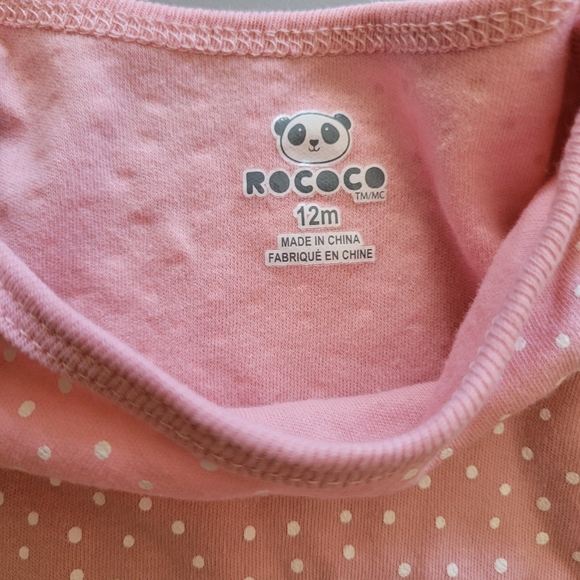 ROCOCO
TM/MC
12m
MADE IN CHINA
FABRIQUÉ EN CHINE